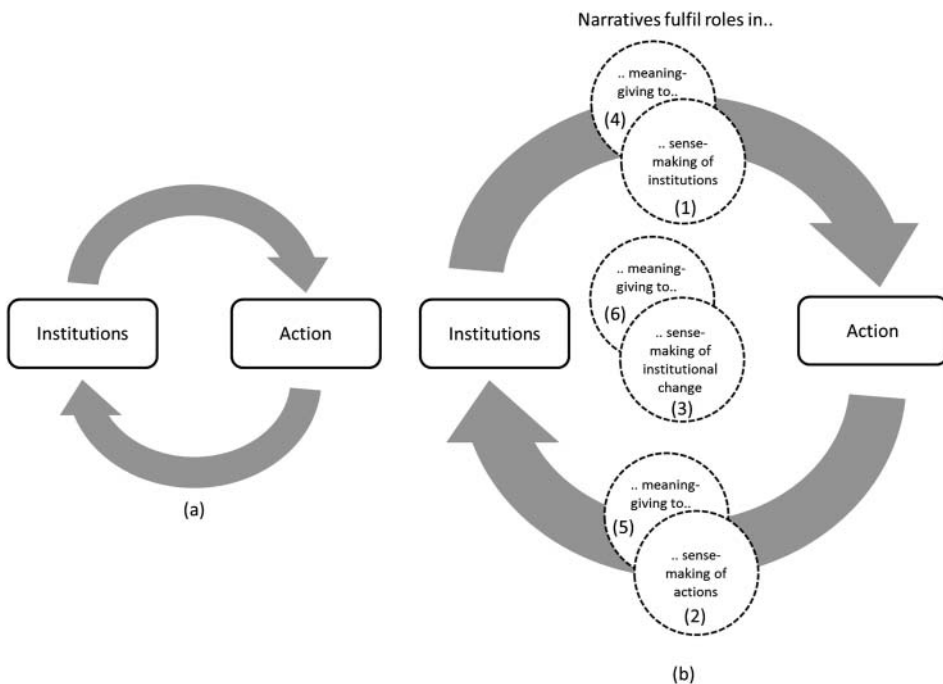 Narratives fulfil roles in..
.. meaning-
giving to..
(4)
.. sense-
making of
institutions
(1)
Institutions
Action
(a)
Institutions
.. meaning-
giving to..
(6)
.. sense-
making of
institutional
change
(3)
Action
.. meaning-
giving to..
(5)
.. sense-
making of
actions
(2)
(b)